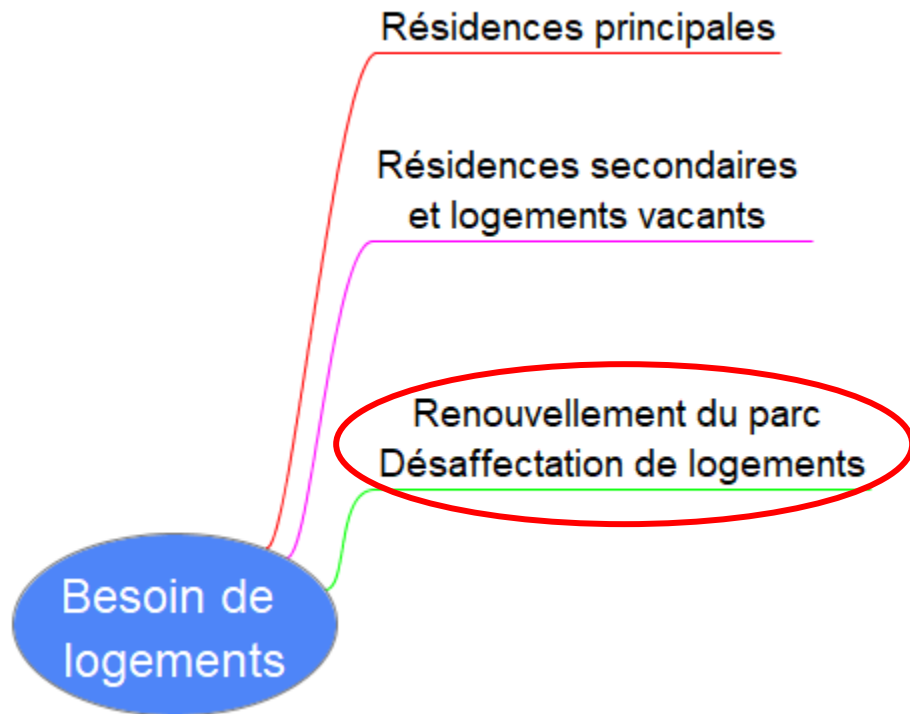 Résidences principales
Résidences secondaires
et logements vacants
Renouvellement du parc
Désaffectation de logements
Besoin de
logements